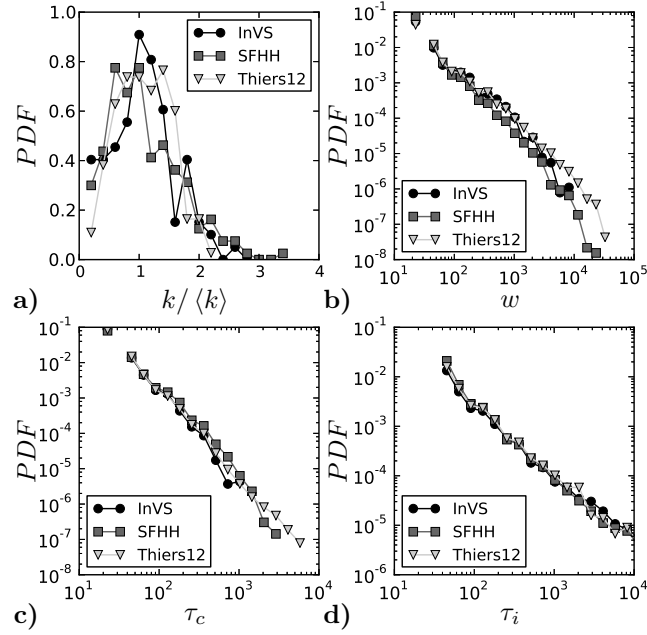 1.0
0.8
0.6
0.4
0.2
0.0
PDF
0 1 2 3 4
k/ ⟨k⟩
a)
InVS
SFHH
Thiers12
10^-1
10^-2
10^-3
10^-4
10^-5
10^-6
10^-7
10^-8
PDF
10^1 10^2 10^3 10^4 10^5
w
b)
InVS
SFHH
Thiers12
10^-1
10^-2
10^-3
10^-4
10^-5
10^-6
10^-7
10^-8
PDF
10^1 10^2 10^3 10^4
τ_c
c)
InVS
SFHH
Thiers12
10^-1
10^-2
10^-3
10^-4
10^-5
10^-6
PDF
10^1 10^2 10^3 10^4
τ_i
d)
InVS
SFHH
Thiers12